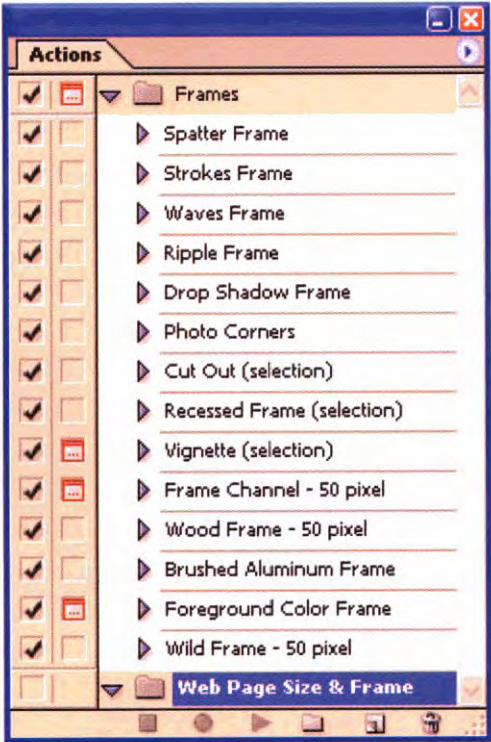 Actions
Frames
Spatter Frame
Strokes Frame
Waves Frame
Ripple Frame
Drop Shadow Frame
Photo Corners
Cut Out (selection)
Recessed Frame (selection)
Vignette (selection)
Frame Channel - 50 pixel
Wood Frame - 50 pixel
Brushed Aluminum Frame
Foreground Color Frame
Wild Frame - 50 pixel
Web Page Size & Frame